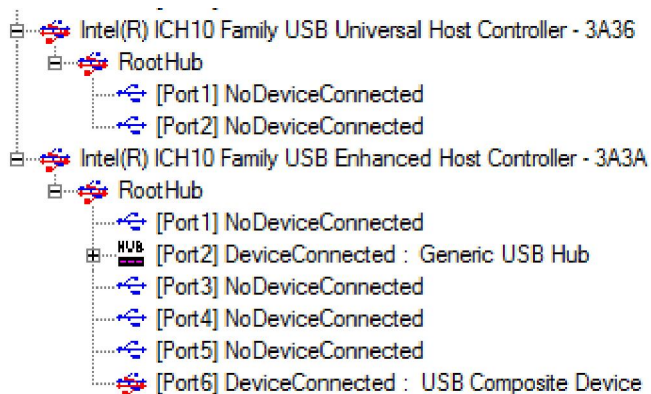 Intel(R) ICH10 Family USB Universal Host Controller - 3A36
RootHub
[Port1] NoDeviceConnected
[Port2] NoDeviceConnected
Intel(R) ICH10 Family USB Enhanced Host Controller - 3A3A
RootHub
[Port1] NoDeviceConnected
HUB [Port2] DeviceConnected : Generic USB Hub
[Port3] NoDeviceConnected
[Port4] NoDeviceConnected
[Port5] NoDeviceConnected
[Port6] DeviceConnected : USB Composite Device